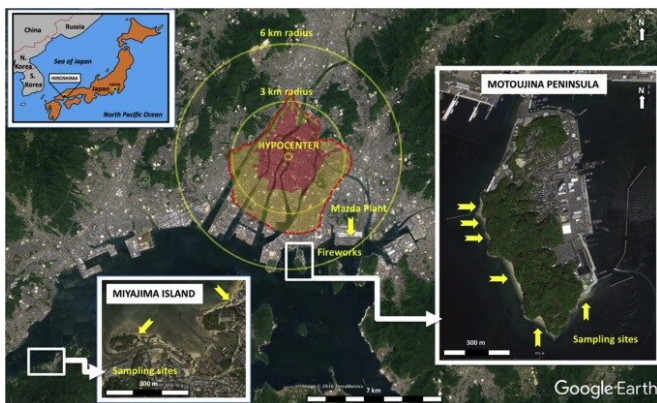 China
Russia
Sea of Japan
N.
Korea
S.
Korea
HIROSHIMA
Japan
North Pacific Ocean
6 km radius
3 km radius
HYPOCENTER
Mazda Plant
Fireworks
N
MOTOUJINA PENINSULA
N
300 m
Sampling sites
MIYAJIMA ISLAND
Sampling sites
300 m
7 km
Google Earth